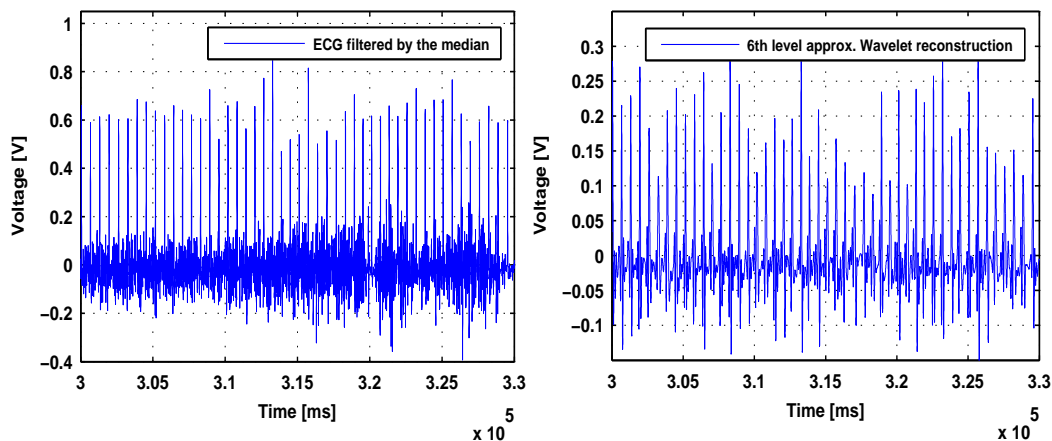 ECG filtered by the median
1
0.8
0.6
0.4
0.2
0
−0.2
−0.4
Voltage [V]
3 3.05 3.1 3.15 3.2 3.25 3.3
Time [ms]
x 10
5
6th level approx. Wavelet reconstruction
0.3
0.25
0.2
0.15
0.1
0.05
0
−0.05
−0.1
Voltage [V]
3 3.05 3.1 3.15 3.2 3.25 3.3
Time [ms]
x 10
5